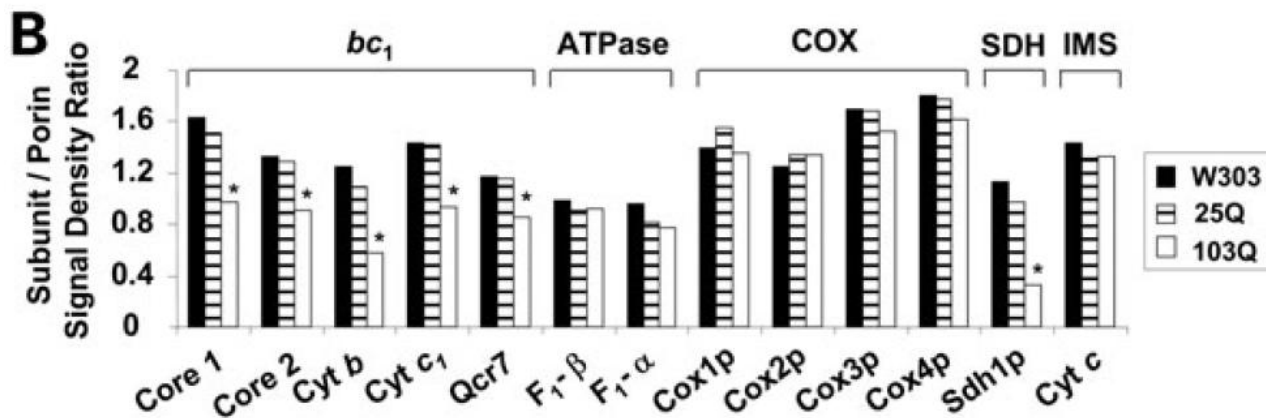 B
bc₁ ATPase COX SDH IMS
Subunit / Porin
Signal Density Ratio
2
1.6
1.2
0.8
0.4
0
* * * * * *
W303
25Q
103Q
Core 1 Core 2 Cyt b Cyt c₁ Qcr7 F₁- β F₁- α Cox1p Cox2p Cox3p Cox4p Sdh1p Cyt c